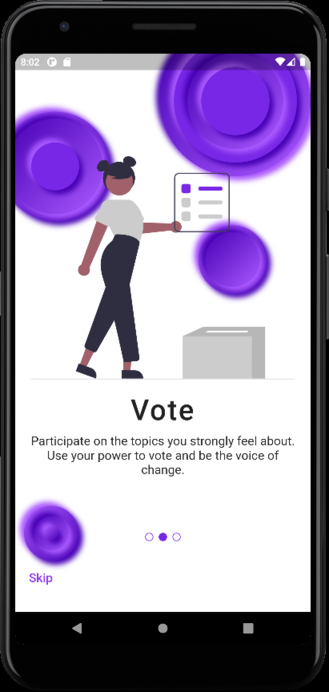 8:02
Vote
Participate on the topics you strongly feel about.
Use your power to vote and be the voice of
change.
Skip